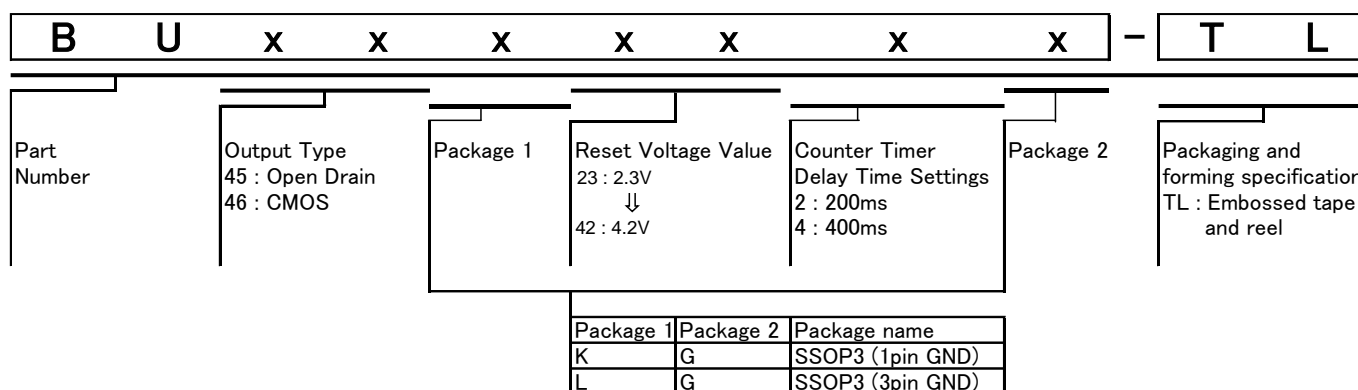 B U x x x x x x x - T L
Part
Number
Output Type
45 : Open Drain
46 : CMOS
Package 1
Reset Voltage Value
23 : 2.3V
⇓
42 : 4.2V
Counter Timer
Delay Time Settings
2 : 200ms
4 : 400ms
Package 2
Packaging and
forming specification
TL : Embossed tape
and reel
Package 1 Package 2 Package name
K G SSOP3 (1pin GND)
L G SSOP3 (3pin GND)